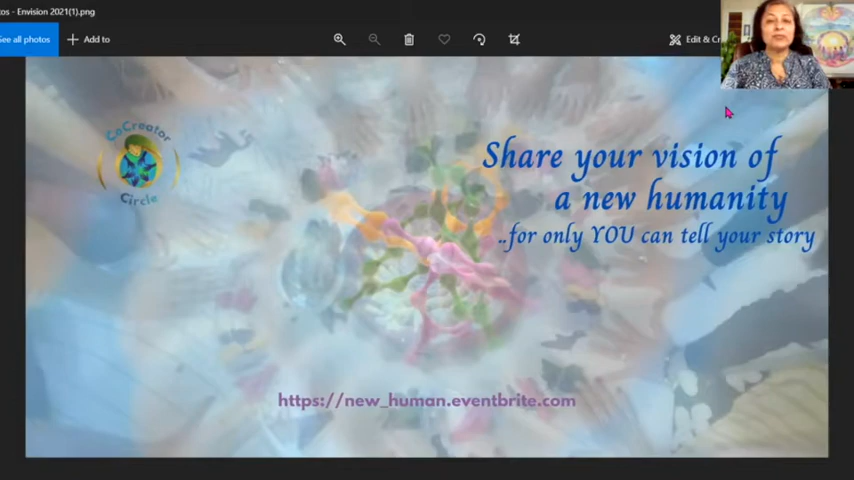 tos - Envision 2021(1).png
See all photos
Add to
Edit & Cr
CoCreator
Circle
Share your vision of
a new humanity
..for only YOU can tell your story
https://new_human.eventbrite.com